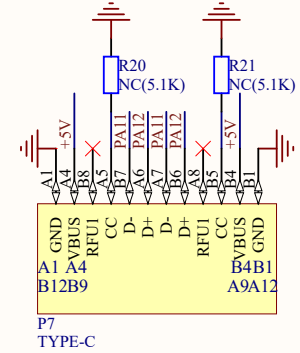 R20
NC(5.1K)
R21
NC(5.1K)
+5V
PA11
PA12
PA11
PA12
+5V
A1
A4
B8
A5
B7
A6
A7
B6
A8
B5
B4
B1
GND
VBUS
RFU1
CC
D-
D+
D-
D+
RFU1
CC
VBUS
GND
A1 A4
B4B1
B12B9
A9A12
P7
TYPE-C